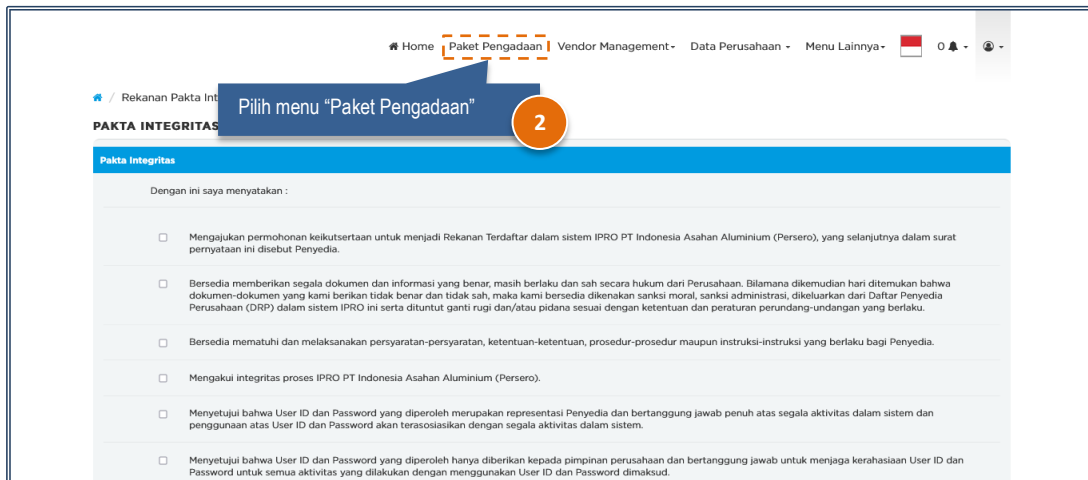 Home Paket Pengadaan Vendor Management Data Perusahaan Menu Lainnya 0
/ Rekanan Pakta Int
Pilih menu “Paket Pengadaan”
2
PAKTA INTEGRITAS
Pakta Integritas
Dengan ini saya menyatakan :
Mengajukan permohonan keikutsertaan untuk menjadi Rekanan Terdaftar dalam sistem IPRO PT Indonesia Asahan Aluminium (Persero), yang selanjutnya dalam surat
pernyataan ini disebut Penyedia.
Bersedia memberikan segala dokumen dan informasi yang benar, masih berlaku dan sah secara hukum dari Perusahaan. Bilamana dikemudian hari ditemukan bahwa
dokumen-dokumen yang kami berikan tidak benar dan tidak sah, maka kami bersedia dikenakan sanksi moral, sanksi administrasi, dikeluarkan dari Daftar Penyedia
Perusahaan (DRP) dalam sistem IPRO ini serta dituntut ganti rugi dan/atau pidana sesuai dengan ketentuan dan peraturan perundang-undangan yang berlaku.
Bersedia mematuhi dan melaksanakan persyaratan-persyaratan, ketentuan-ketentuan, prosedur-prosedur maupun instruksi-instruksi yang berlaku bagi Penyedia.
Mengakui integritas proses IPRO PT Indonesia Asahan Aluminium (Persero).
Menyetujui bahwa User ID dan Password yang diperoleh merupakan representasi Penyedia dan bertanggung jawab penuh atas segala aktivitas dalam sistem dan
penggunaan atas User ID dan Password akan terasosiasikan dengan segala aktivitas dalam sistem.
Menyetujui bahwa User ID dan Password yang diperoleh hanya diberikan kepada pimpinan perusahaan dan bertanggung jawab untuk menjaga kerahasiaan User ID dan
Password untuk semua aktivitas yang dilakukan dengan menggunakan User ID dan Password dimaksud.